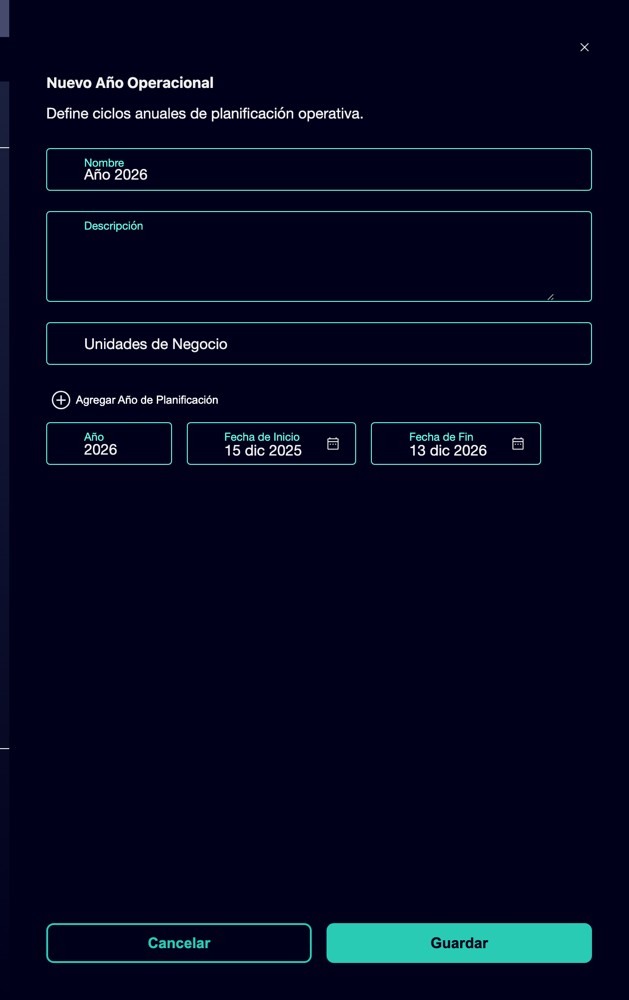 Nuevo Año Operacional
Define ciclos anuales de planificación operativa.
Nombre
Año 2026
Descripción
Unidades de Negocio
Agregar Año de Planificación
Año
2026
Fecha de Inicio
15 dic 2025
Fecha de Fin
13 dic 2026
Cancelar
Guardar